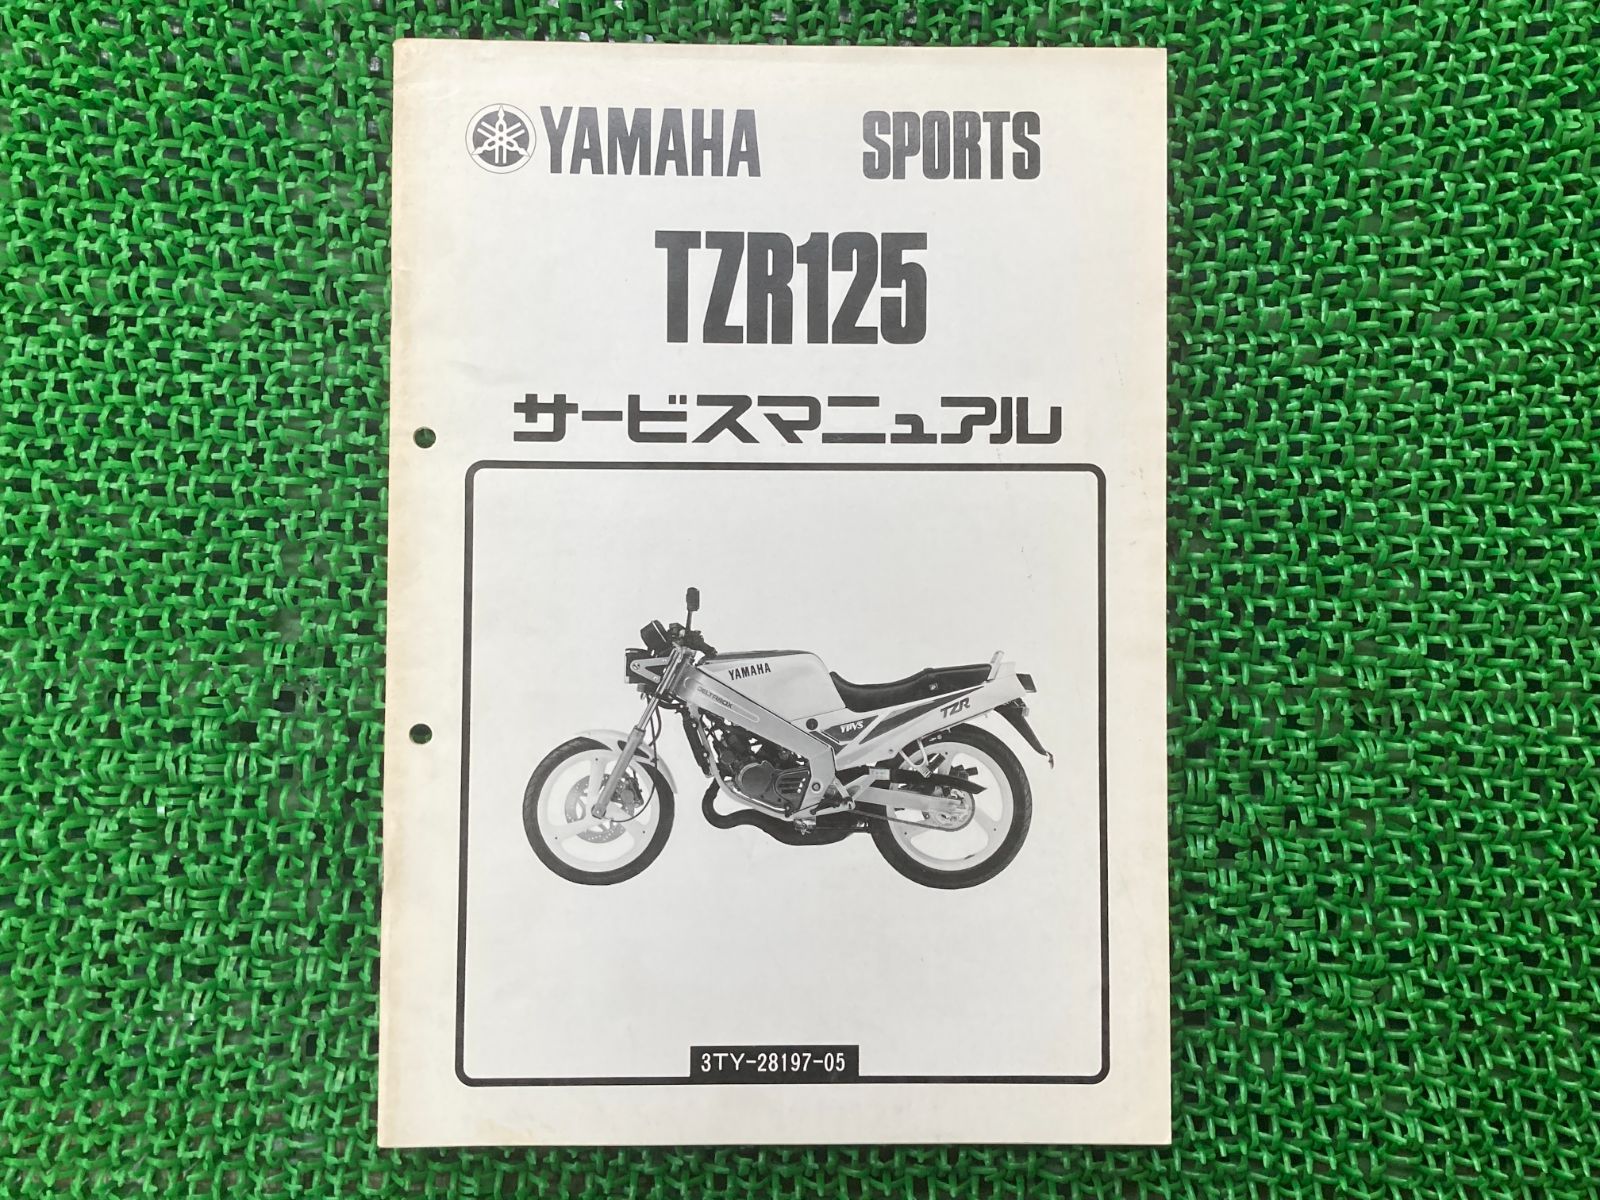 YAMAHA SPORTS
TZR125
サービスマニュアル
YAMAHA
DELTABOX
YPVS
TZR
3TY-28197-05